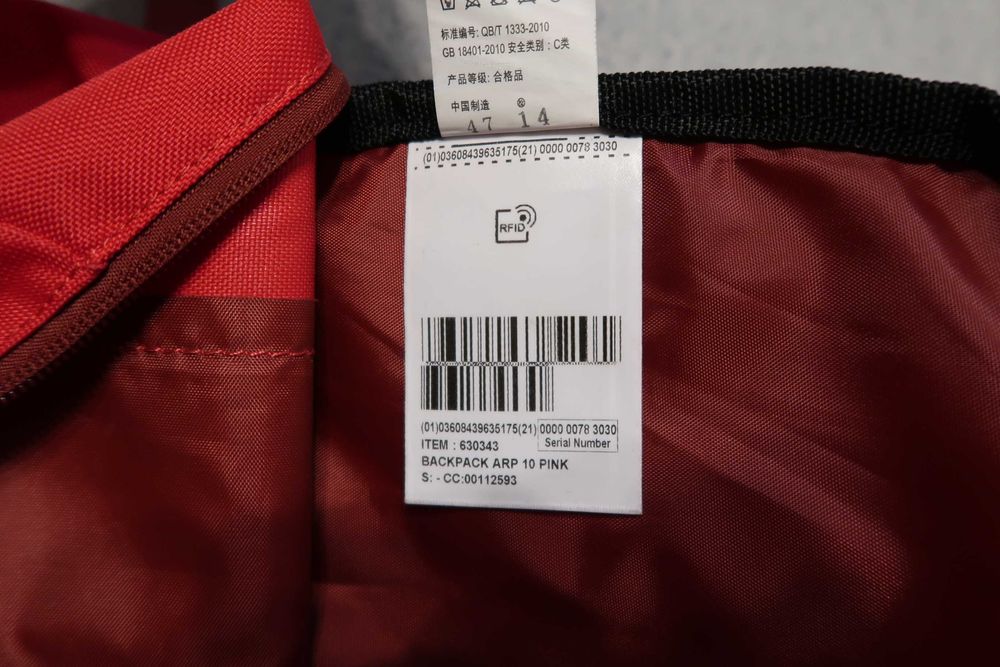 标准编号: QB/T 1333-2010
GB 18401-2010 安全类别: C类
产品等级: 合格品
中国制造 ®
47 14
(01)03608439635175(21) 0000 0078 3030
RFID
(01)03608439635175(21) 0000 0078 3030
ITEM : 630343 Serial Number
BACKPACK ARP 10 PINK
S: - CC:00112593